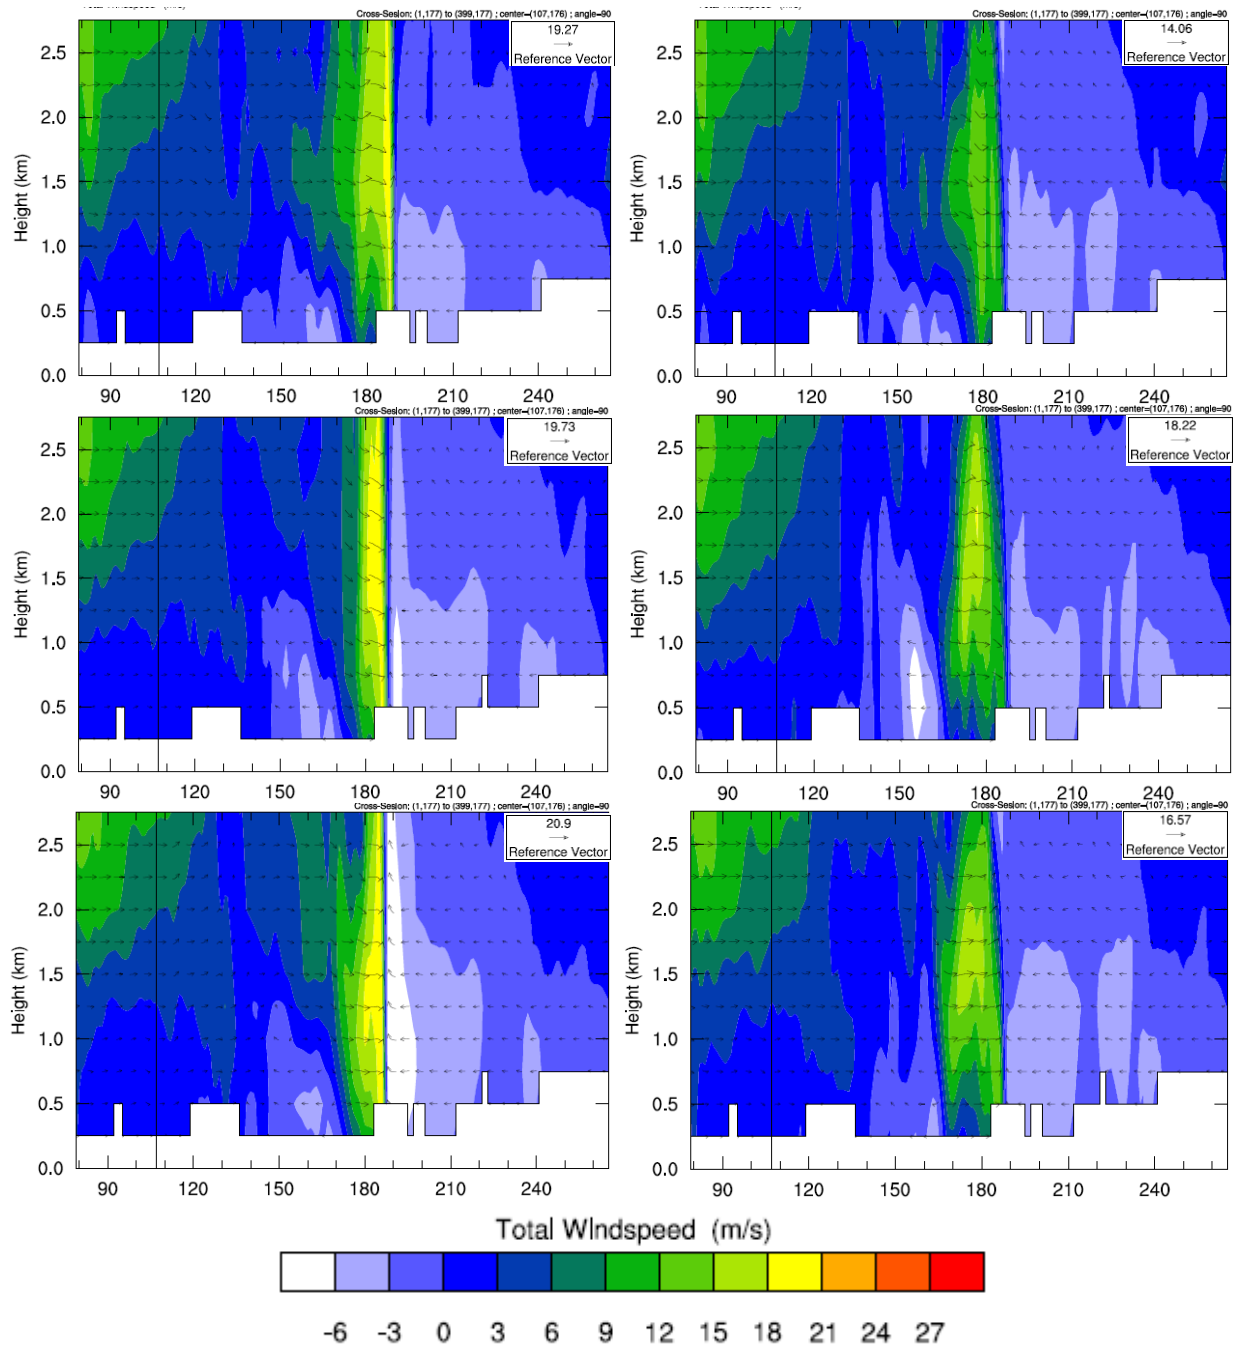 Cross-Sesion: (1,177) to (399,177) ; center=(107,176) ; angle=90
19.27
Reference Vector
Height (km)
2.5
2.0
1.5
1.0
0.5
0.0
90 120 150 180 210 240
Cross-Sesion: (1,177) to (399,177) ; center=(107,176) ; angle=90
14.06
Reference Vector
Height (km)
2.5
2.0
1.5
1.0
0.5
0.0
90 120 150 180 210 240
Cross-Sesion: (1,177) to (399,177) ; center=(107,176) ; angle=90
19.73
Reference Vector
Height (km)
2.5
2.0
1.5
1.0
0.5
0.0
90 120 150 180 210 240
Cross-Sesion: (1,177) to (399,177) ; center=(107,176) ; angle=90
18.22
Reference Vector
Height (km)
2.5
2.0
1.5
1.0
0.5
0.0
90 120 150 180 210 240
Cross-Sesion: (1,177) to (399,177) ; center=(107,176) ; angle=90
20.9
Reference Vector
Height (km)
2.5
2.0
1.5
1.0
0.5
0.0
90 120 150 180 210 240
Cross-Sesion: (1,177) to (399,177) ; center=(107,176) ; angle=90
16.57
Reference Vector
Height (km)
2.5
2.0
1.5
1.0
0.5
0.0
90 120 150 180 210 240
Total Windspeed (m/s)
-6 -3 0 3 6 9 12 15 18 21 24 27